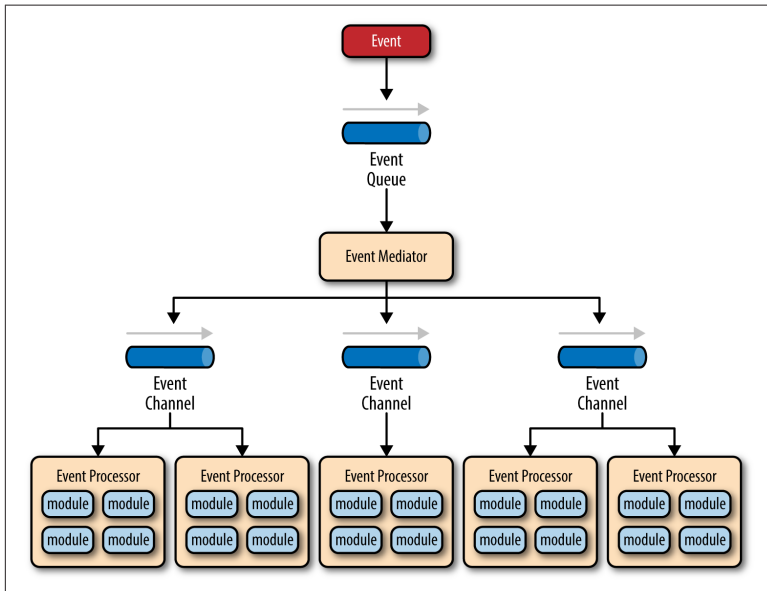 Event
Event
Queue
Event Mediator
Event
Channel
Event
Channel
Event
Channel
Event Processor
module module
module module
Event Processor
module module
module module
Event Processor
module module
module module
Event Processor
module module
module module
Event Processor
module module
module module